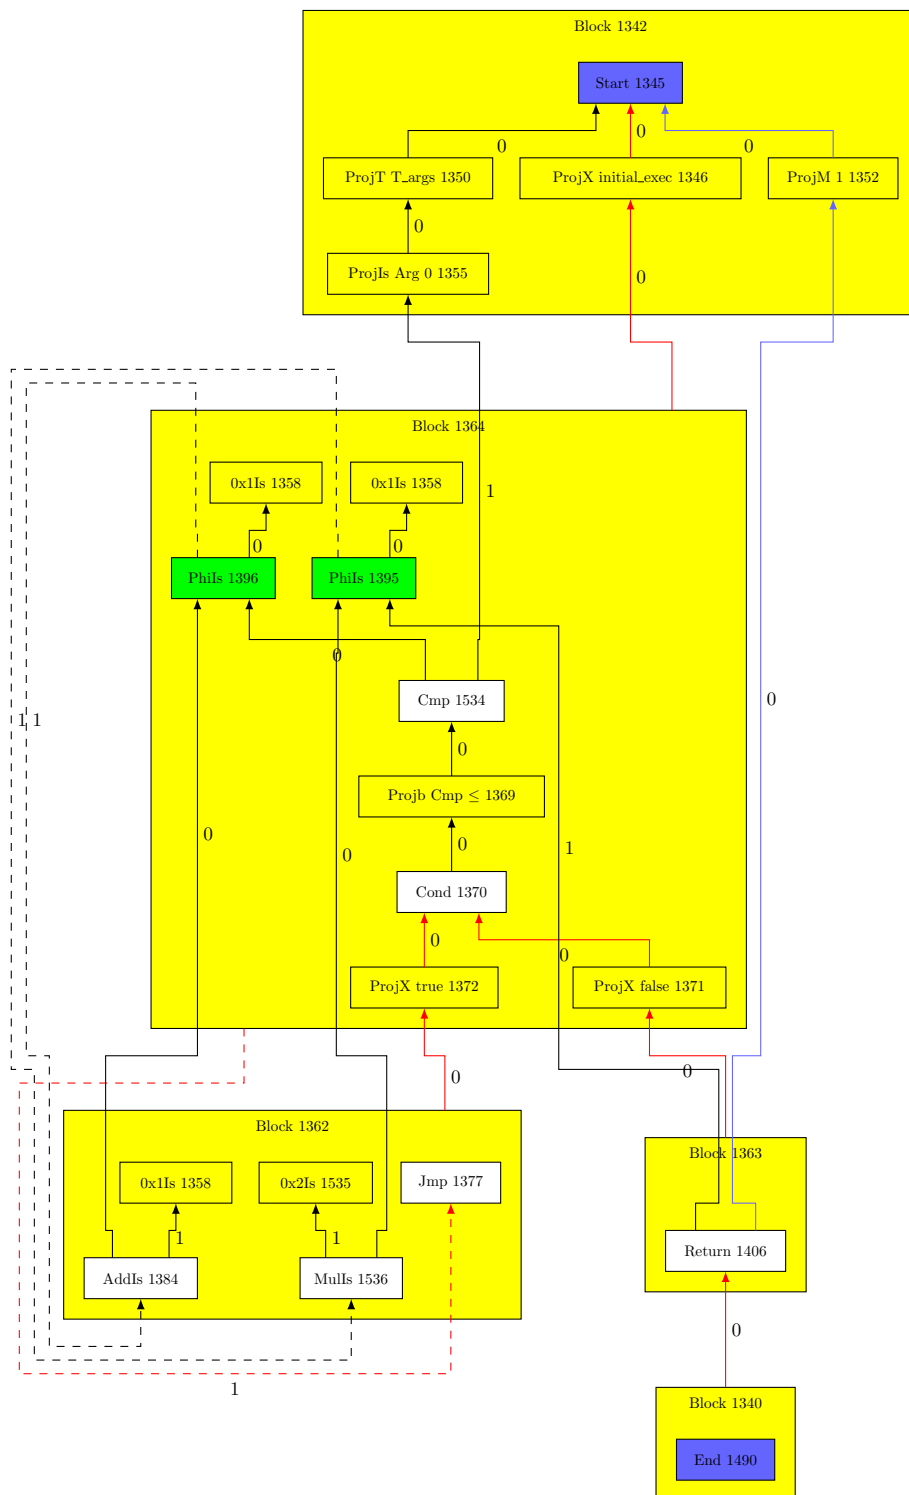 Block 1342
Start 1345
0
0
0
ProjT T_args 1350
ProjX initial_exec 1346
ProjM 1 1352
0
ProjIs Arg 0 1355
0
Block 1364
0x1Is 1358
0x1Is 1358
1
0
0
PhiIs 1396
PhiIs 1395
0
Cmp 1534
0
1
1
0
Projb Cmp ≤ 1369
0
0
0
1
Cond 1370
0
0
ProjX true 1372
ProjX false 1371
0
0
Block 1362
Block 1363
0x1Is 1358
0x2Is 1535
Jmp 1377
1
1
Return 1406
AddIs 1384
MulIs 1536
0
1
Block 1340
End 1490